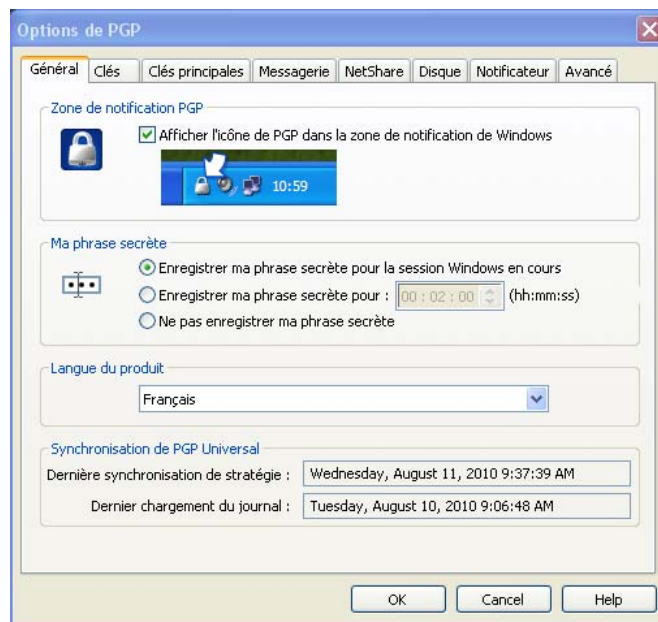 Options de PGP
Général Clés Clés principales Messagerie NetShare Disque Notificateur Avancé
Zone de notification PGP
Afficher l'icône de PGP dans la zone de notification de Windows
10:59
Ma phrase secrète
Enregistrer ma phrase secrète pour la session Windows en cours
Enregistrer ma phrase secrète pour : 00 : 02 : 00 (hh:mm:ss)
Ne pas enregistrer ma phrase secrète
Langue du produit
Français
Synchronisation de PGP Universal
Dernière synchronisation de stratégie : Wednesday, August 11, 2010 9:37:39 AM
Dernier chargement du journal : Tuesday, August 10, 2010 9:06:48 AM
OK Cancel Help